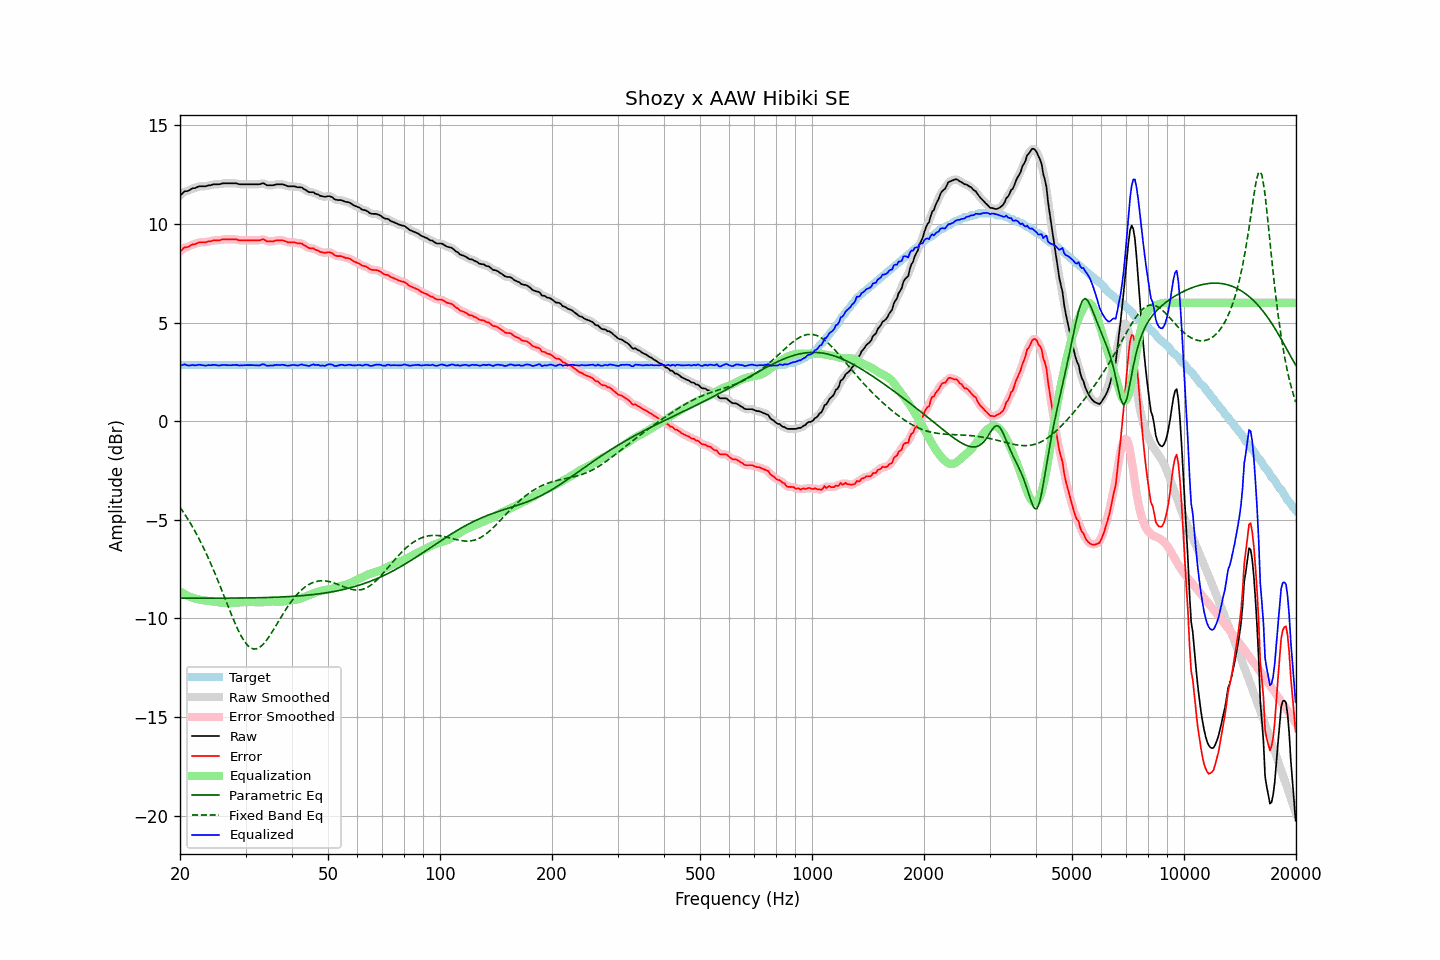 Shozy x AAW Hibiki SE
Amplitude (dBr)
15
10
5
0
−5
−10
−15
−20
Target
Raw Smoothed
Error Smoothed
Raw
Error
Equalization
Parametric Eq
Fixed Band Eq
Equalized
20 50 100 200 500 1000 2000 5000 10000 20000
Frequency (Hz)